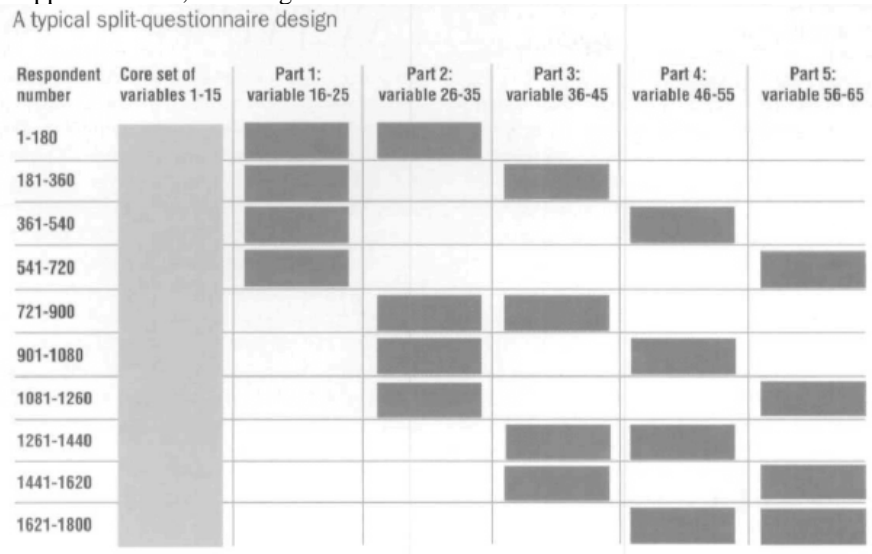 A typical split-questionnaire design
Respondent number
Core set of variables 1-15
Part 1: variable 16-25
Part 2: variable 26-35
Part 3: variable 36-45
Part 4: variable 46-55
Part 5: variable 56-65
1-180
181-360
361-540
541-720
721-900
901-1080
1081-1260
1261-1440
1441-1620
1621-1800